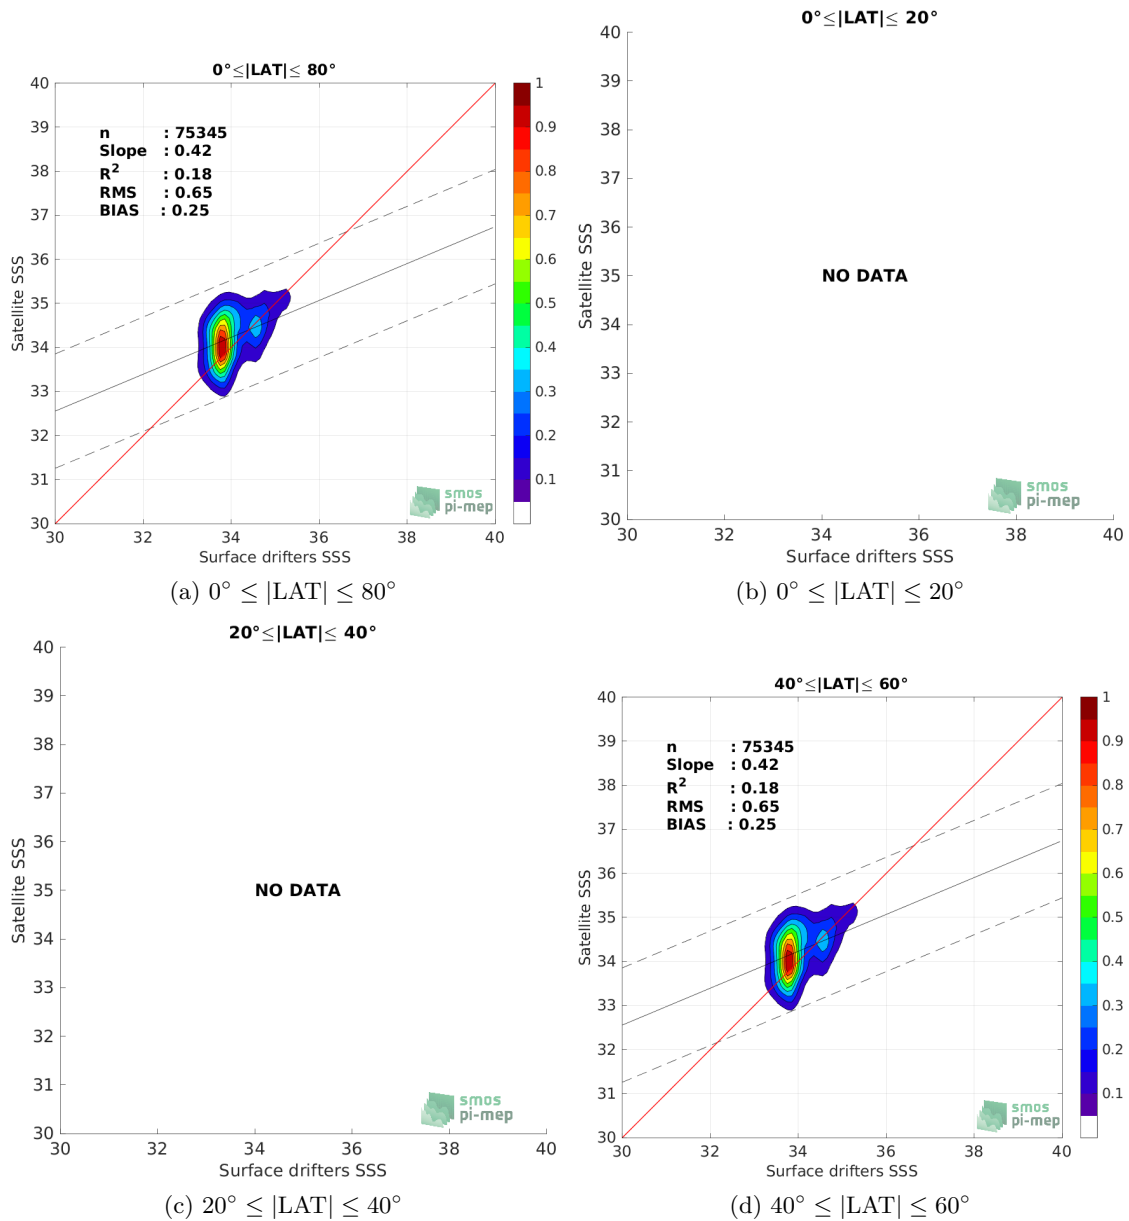 0°≤|LAT|≤ 80°
40
39
38
37
36
35
34
33
32
31
30
n : 75345
Slope : 0.42
R² : 0.18
RMS : 0.65
BIAS : 0.25
Satellite SSS
30 32 34 36 38 40
Surface drifters SSS
smos
pi-mep
1
0.9
0.8
0.7
0.6
0.5
0.4
0.3
0.2
0.1
(a) 0° ≤ |LAT| ≤ 80°
0°≤|LAT|≤ 20°
40
39
38
37
36
35
34
33
32
31
30
Satellite SSS
NO DATA
smos
pi-mep
30 32 34 36 38 40
Surface drifters SSS
(b) 0° ≤ |LAT| ≤ 20°
20°≤|LAT|≤ 40°
40
39
38
37
36
35
34
33
32
31
30
Satellite SSS
NO DATA
smos
pi-mep
30 32 34 36 38 40
Surface drifters SSS
(c) 20° ≤ |LAT| ≤ 40°
40°≤|LAT|≤ 60°
40
39
38
37
36
35
34
33
32
31
30
n : 75345
Slope : 0.42
R² : 0.18
RMS : 0.65
BIAS : 0.25
Satellite SSS
smos
pi-mep
30 32 34 36 38 40
Surface drifters SSS
1
0.9
0.8
0.7
0.6
0.5
0.4
0.3
0.2
0.1
(d) 40° ≤ |LAT| ≤ 60°